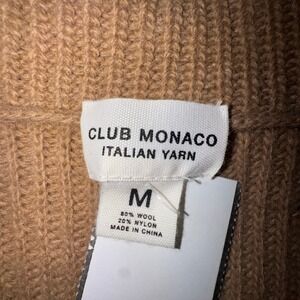 CLUB MONACO
ITALIAN YARN
M
80% WOOL
20% NYLON
MADE IN CHINA